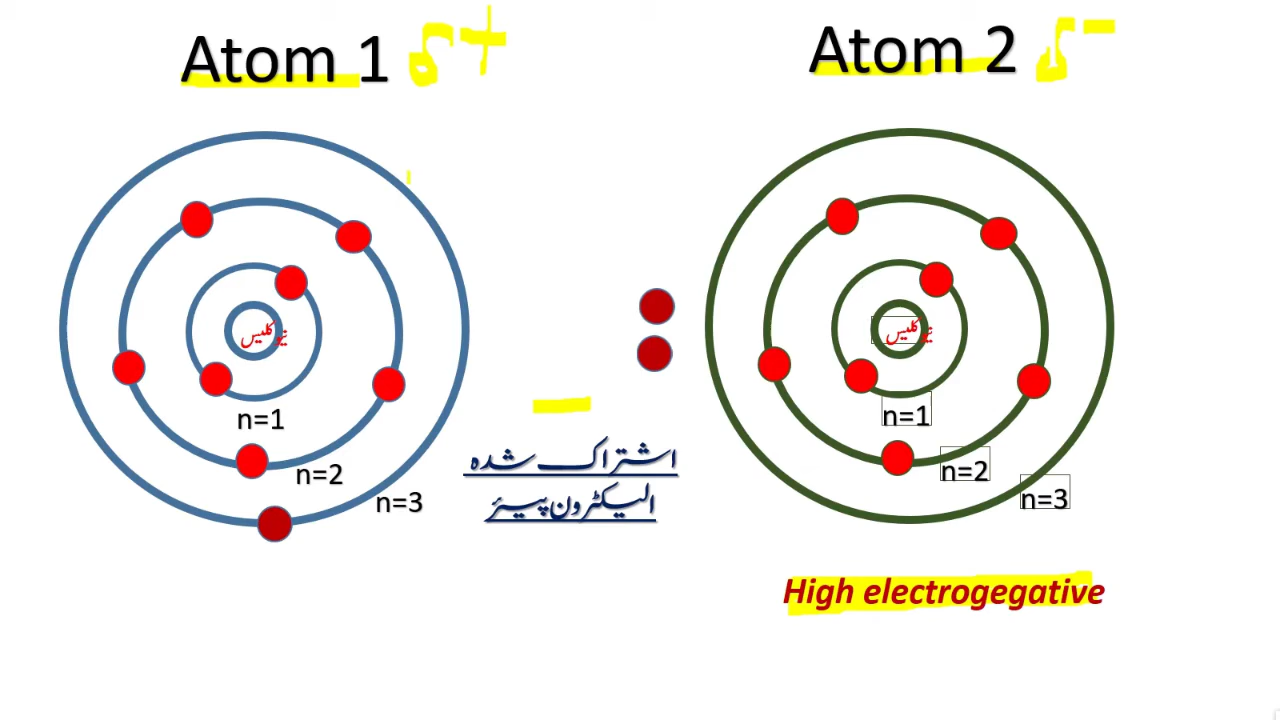 Atom 1 δ+
Atom 2 δ−
نیوکلیس
n=1
n=2
n=3
اشتراک شدہ
الیکٹرون پیئر
نیوکلیس
n=1
n=2
n=3
High electrogegative